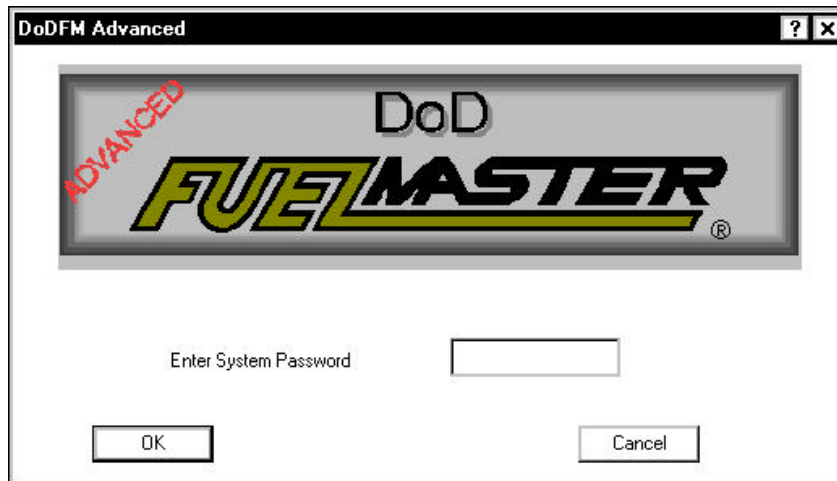 DoDFM Advanced
ADVANCED
DoD
FUELMASTER®
Enter System Password
OK
Cancel